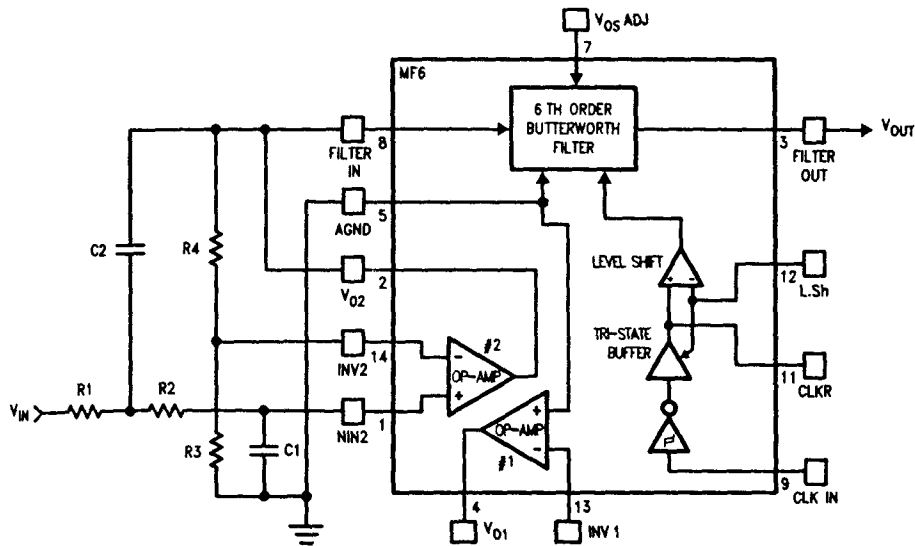 V_OS ADJ
7
MF6
6 TH ORDER
BUTTERWORTH
FILTER
FILTER
IN
8
3
FILTER
OUT
V_OUT
5
AGND
C2
R4
2
V_O2
LEVEL SHIFT
+ -
12
L.Sh
TRI-STATE
BUFFER
14
INV2
#2
-
OP-AMP
+
11
CLKR
V_IN
R1
R2
1
NIN2
+
OP-AMP
-
#1
R3
C1
9
CLK IN
4
V_O1
13
INV 1